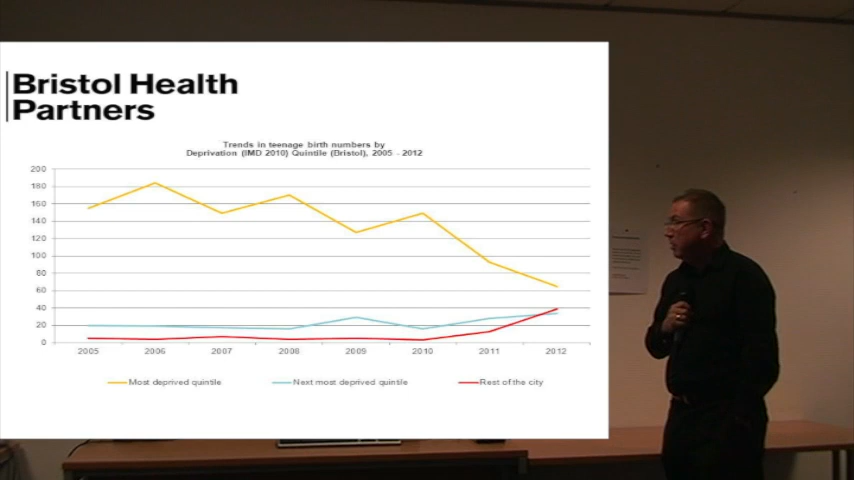 Bristol Health
Partners
Trends in teenage birth numbers by
Deprivation (IMD 2010) Quintile (Bristol), 2005 - 2012
200
180
160
140
120
100
80
60
40
20
0
2005 2006 2007 2008 2009 2010 2011 2012
Most deprived quintile Next most deprived quintile Rest of the city